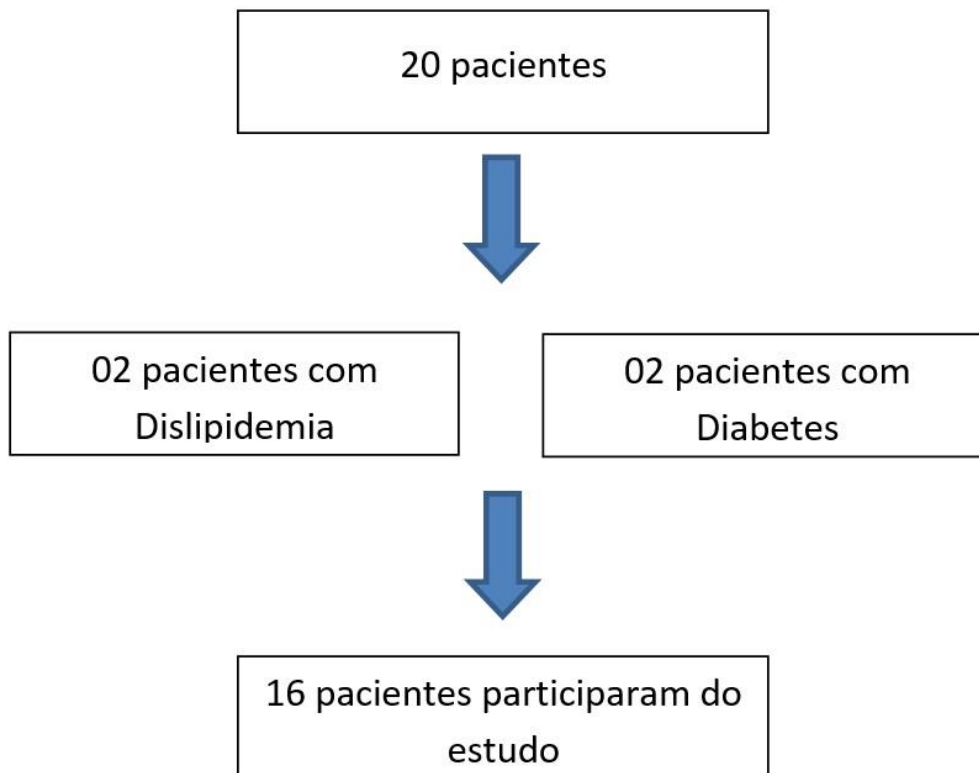 20 pacientes
02 pacientes com
Dislipidemia
02 pacientes com
Diabetes
16 pacientes participaram do
estudo